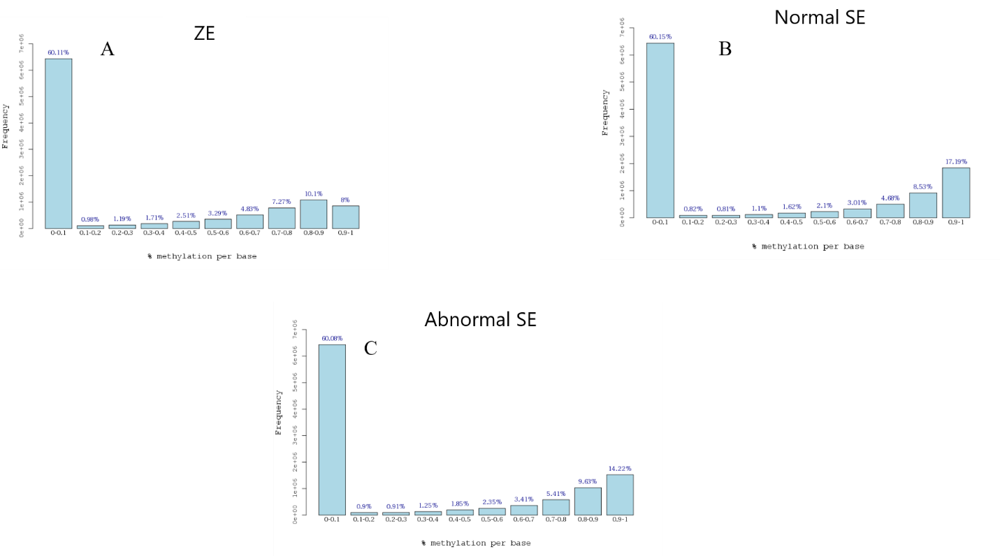 ZE
A
7e+06
6e+06
5e+06
4e+06
3e+06
2e+06
1e+06
0e+00
Frequency
60.11%
0.98%
1.19%
1.71%
2.51%
3.29%
4.83%
7.27%
10.1%
8%
0-0.1
0.1-0.2
0.2-0.3
0.3-0.4
0.4-0.5
0.5-0.6
0.6-0.7
0.7-0.8
0.8-0.9
0.9-1
% methylation per base
Normal SE
B
7e+06
6e+06
5e+06
4e+06
3e+06
2e+06
1e+06
0e+00
Frequency
60.15%
0.82%
0.81%
1.1%
1.62%
2.1%
3.01%
4.68%
8.53%
17.19%
0-0.1
0.1-0.2
0.2-0.3
0.3-0.4
0.4-0.5
0.5-0.6
0.6-0.7
0.7-0.8
0.8-0.9
0.9-1
% methylation per base
Abnormal SE
C
7e+06
6e+06
5e+06
4e+06
3e+06
2e+06
1e+06
0e+00
Frequency
60.08%
0.9%
0.91%
1.25%
1.85%
2.35%
3.41%
5.41%
9.63%
14.22%
0-0.1
0.1-0.2
0.2-0.3
0.3-0.4
0.4-0.5
0.5-0.6
0.6-0.7
0.7-0.8
0.8-0.9
0.9-1
% methylation per base